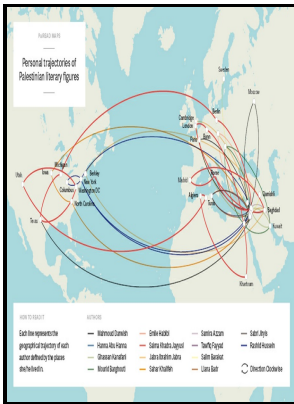 PALREAD MAPS
Personal trajectories of
Palestinian literary figures
Sweden
Moscow
Berlin
Cambridge
London
Bonn
Paris
Michigan
Iowa
Utah
Berkley
New York
Washington DC
Columbus
North Carolina
Texas
Madrid
Rome
Algiers
Tunis
Baghdad
Kuwait
Khartoum
HOW TO READ IT
Each line represents the
geographical trajectory of each
author defined by the places
she/he lived in.
AUTHORS
Mahmoud Darwish
Hanna Abu Hanna
Ghassan Kanafani
Mourid Barghouti
Emile Habibi
Salma Khadra Jayyusi
Jabra Ibrahim Jabra
Sahar Khalifeh
Samira Azzam
Tawfiq Fayyad
Salim Barakat
Liana Badr
Sabri Jiryis
Rashid Hussein
Direction Clockwise